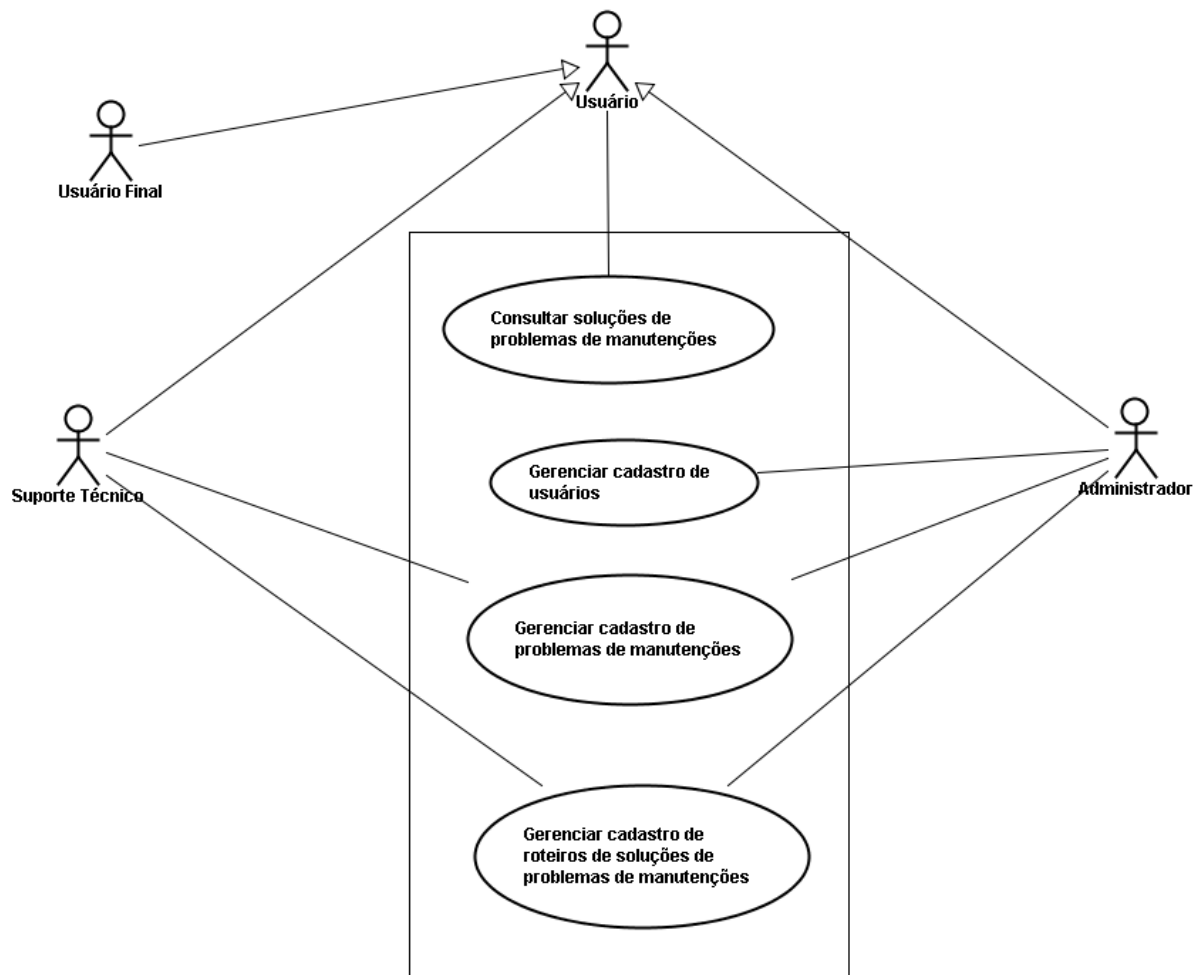 Usuário
Usuário Final
Consultar soluções de
problemas de manutenções
Gerenciar cadastro de
usuários
Suporte Técnico
Administrador
Gerenciar cadastro de
problemas de manutenções
Gerenciar cadastro de
roteiros de soluções de
problemas de manutenções